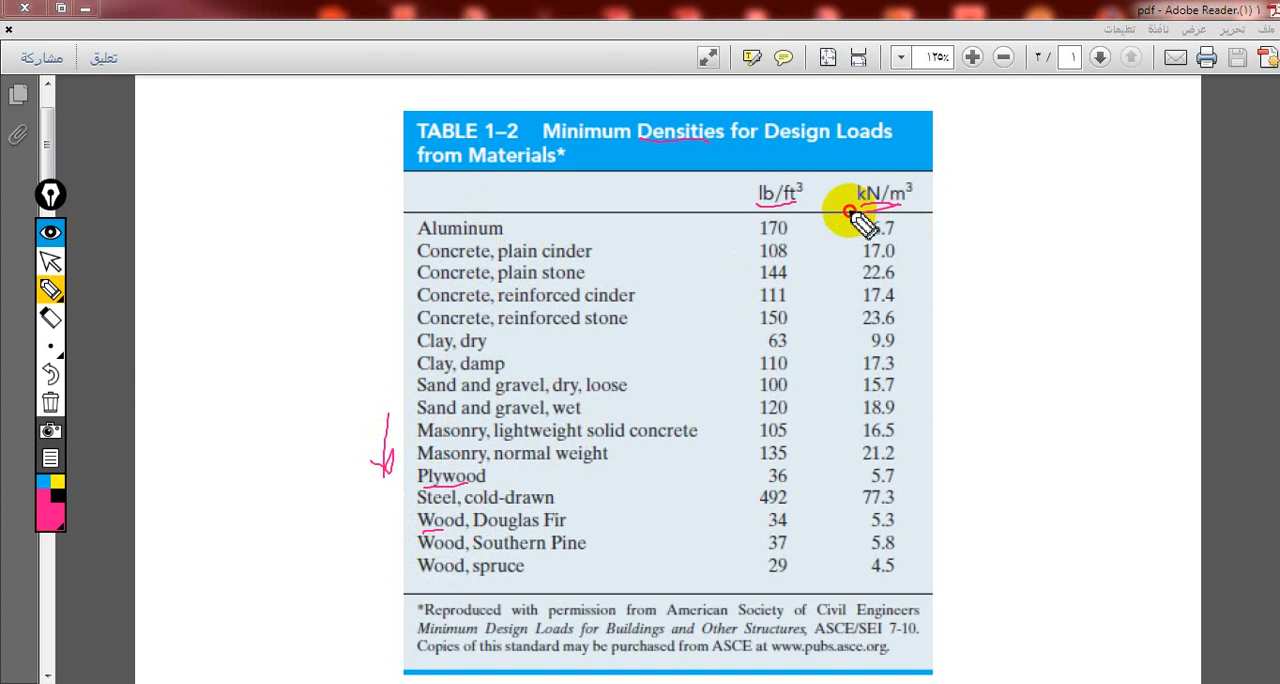 pdf - Adobe Reader.(١) ١
ملف تحرير عرض نافذة تعليمات
١ / ٣ ١٢٥٪ تعليق مشاركة
TABLE 1–2 Minimum Densities for Design Loads
from Materials*
lb/ft³ kN/m³
Aluminum 170 6.7
Concrete, plain cinder 108 17.0
Concrete, plain stone 144 22.6
Concrete, reinforced cinder 111 17.4
Concrete, reinforced stone 150 23.6
Clay, dry 63 9.9
Clay, damp 110 17.3
Sand and gravel, dry, loose 100 15.7
Sand and gravel, wet 120 18.9
Masonry, lightweight solid concrete 105 16.5
Masonry, normal weight 135 21.2
Plywood 36 5.7
Steel, cold-drawn 492 77.3
Wood, Douglas Fir 34 5.3
Wood, Southern Pine 37 5.8
Wood, spruce 29 4.5
*Reproduced with permission from American Society of Civil Engineers
Minimum Design Loads for Buildings and Other Structures, ASCE/SEI 7-10.
Copies of this standard may be purchased from ASCE at www.pubs.asce.org.